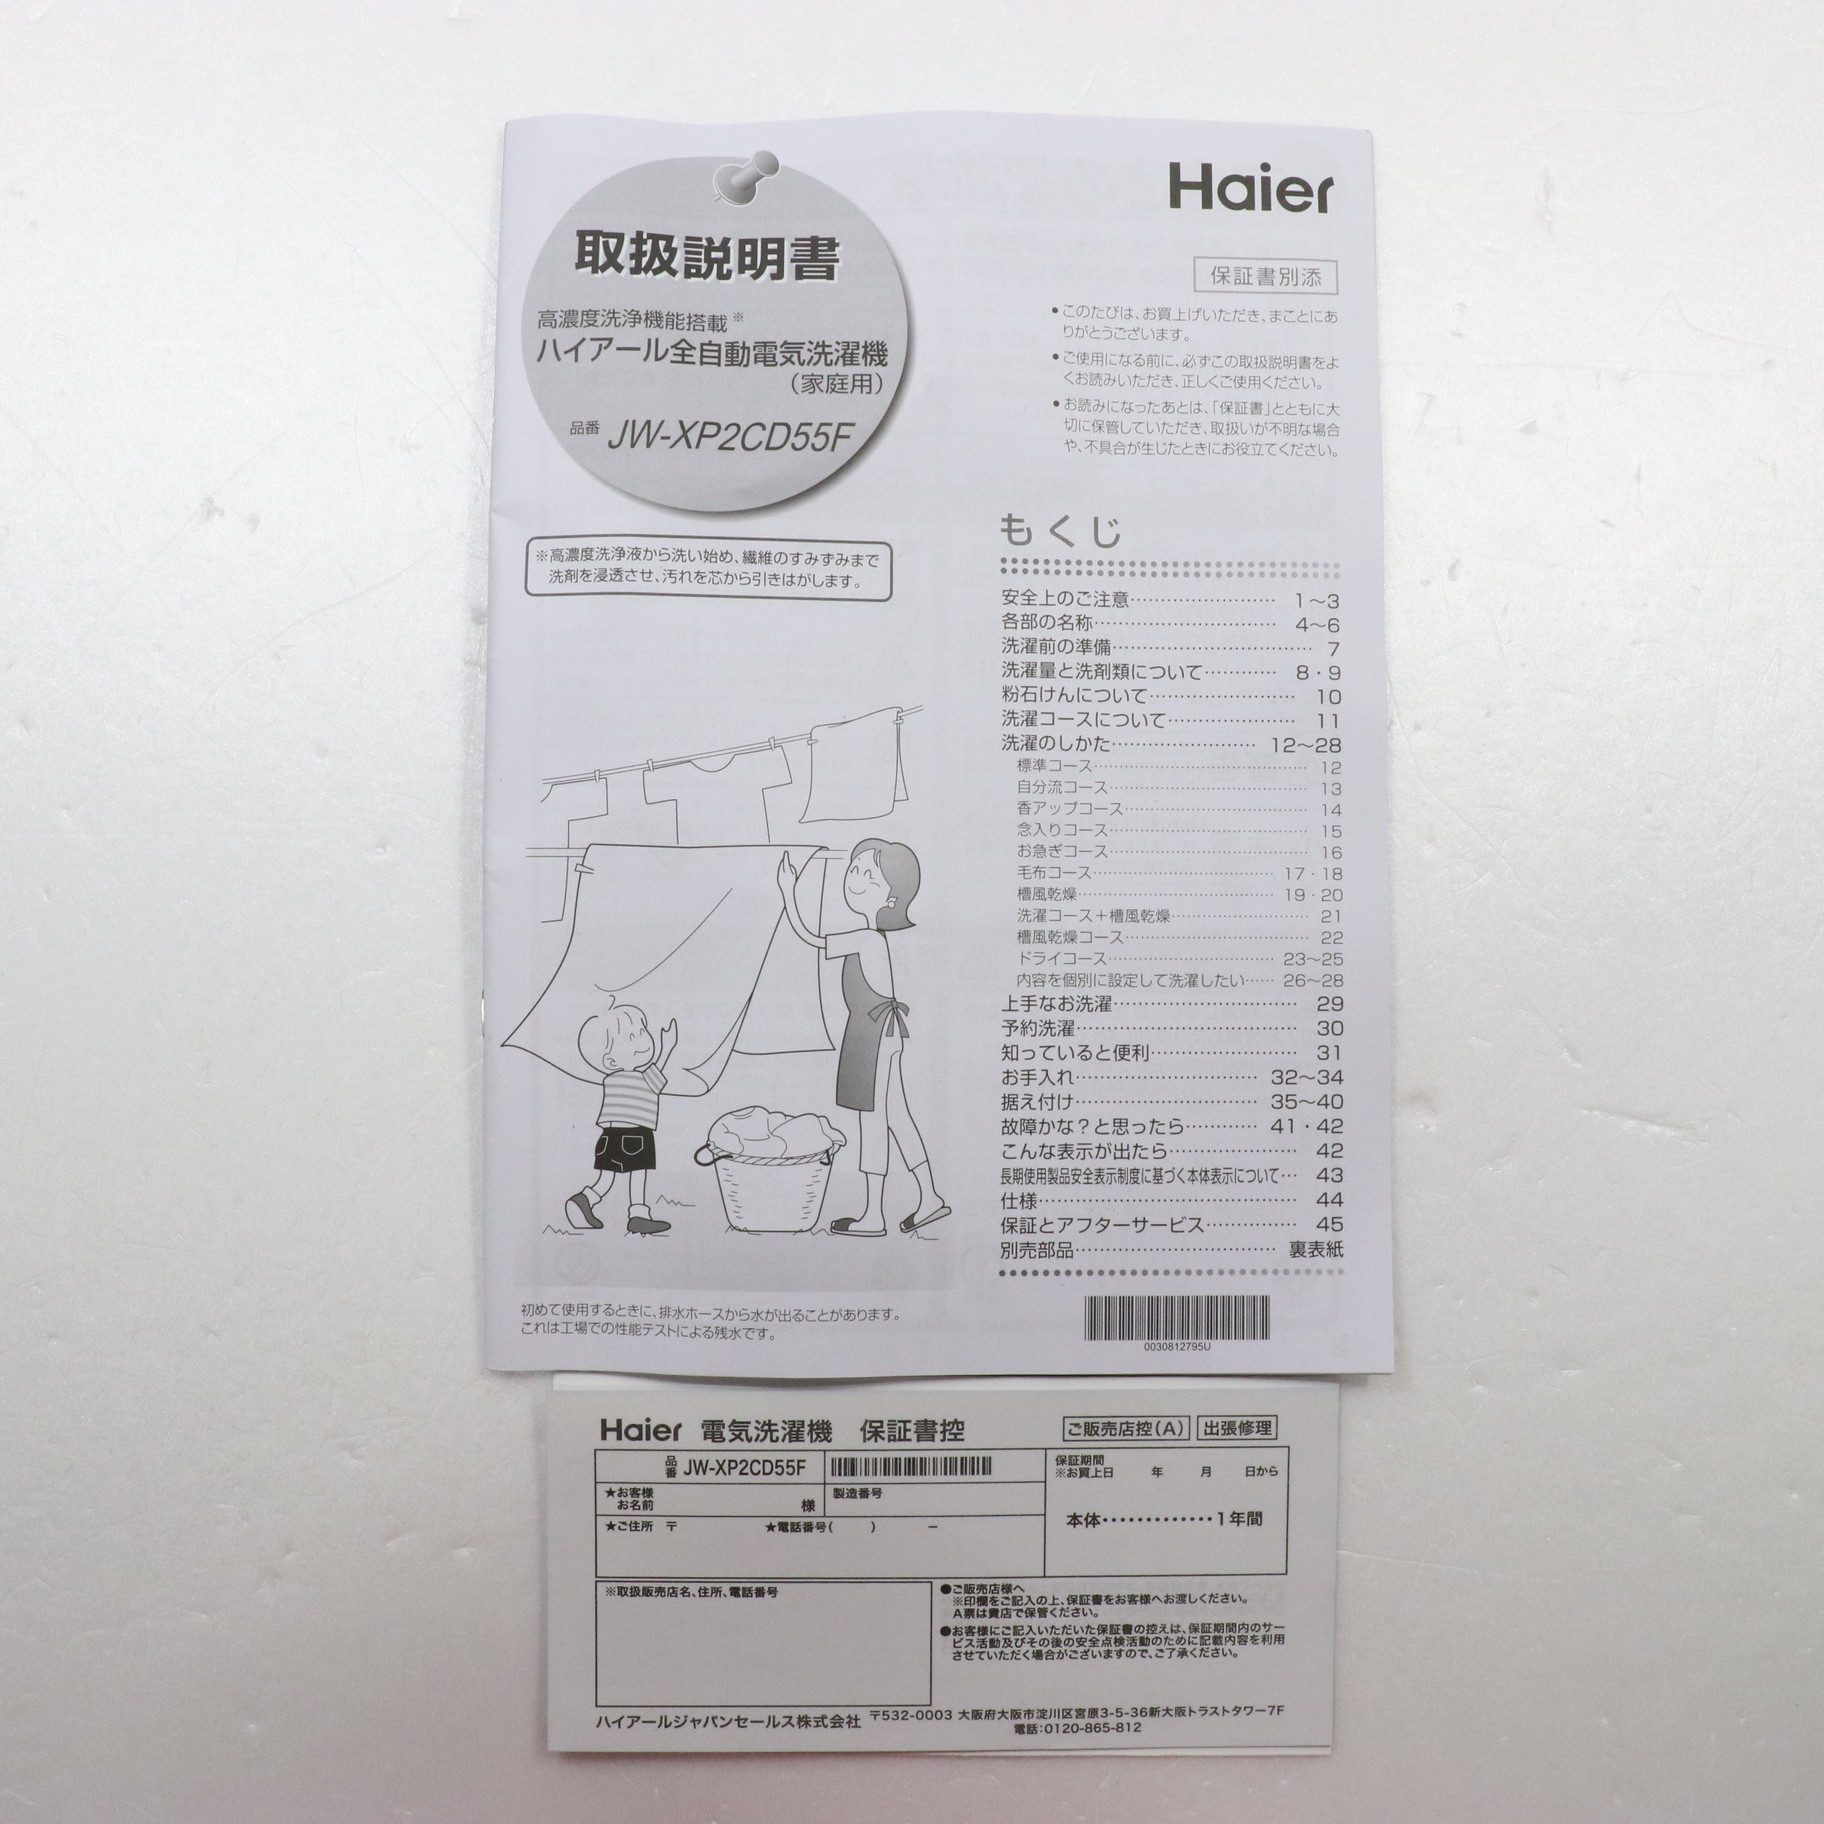 Haier
取扱説明書
高濃度洗浄機能搭載※
ハイアール全自動電気洗濯機
（家庭用）
品番 JW-XP2CD55F
※高濃度洗浄液から洗い始め、繊維のすみずみまで
洗剤を浸透させ、汚れを芯から引きはがします。
保証書別添
●このたびは、お買上げいただき、まことにあ
りがとうございます。
●ご使用になる前に、必ずこの取扱説明書をよ
くお読みいただき、正しくご使用ください。
●お読みになったあとは、「保証書」とともに大
切に保管していただき、取扱いが不明な場合
や、不具合が生じたときにお役立てください。
もくじ
安全上のご注意 1～3
各部の名称 4～6
洗濯前の準備 7
洗濯量と洗剤類について 8・9
粉石けんについて 10
洗濯コースについて 11
洗濯のしかた 12～28
標準コース 12
自分流コース 13
香アップコース 14
念入りコース 15
お急ぎコース 16
毛布コース 17・18
槽風乾燥 19・20
洗濯コース＋槽風乾燥 21
槽風乾燥コース 22
ドライコース 23～25
内容を個別に設定して洗濯したい 26～28
上手なお洗濯 29
予約洗濯 30
知っていると便利 31
お手入れ 32～34
据え付け 35～40
故障かな？と思ったら 41・42
こんな表示が出たら 42
長期使用製品安全表示制度に基づく本体表示について 43
仕様 44
保証とアフターサービス 45
別売部品 裏表紙
初めて使用するときに、排水ホースから水が出ることがあります。
これは工場での性能テストによる残水です。
0030812795U
Haier 電気洗濯機 保証書控
ご販売店控(A) 出張修理
品番 JW-XP2CD55F
保証期間
※お買上日 年 月 日から
本体 1年間
★お客様
お名前 様
製造番号
★ご住所 〒 ★電話番号( ) －
※取扱販売店名、住所、電話番号
●ご販売店様へ
※印欄をご記入の上、保証書をお客様へお渡しください。
A票は貴店で保管ください。
●お客様にご記入いただいた保証書の控えは、保証期間内のサー
ビス活動及びその後の安全点検活動のために記載内容を利用
させていただく場合がございますので、ご了承ください。
ハイアールジャパンセールス株式会社 〒532-0003 大阪府大阪市淀川区宮原3-5-36新大阪トラストタワー7F
電話：0120-865-812